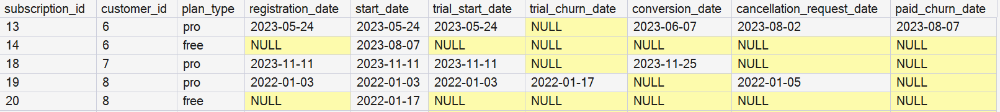 subscription_id customer_id plan_type registration_date start_date trial_start_date trial_churn_date conversion_date cancellation_request_date paid_churn_date
13 6 pro 2023-05-24 2023-05-24 2023-05-24 NULL 2023-06-07 2023-08-02 2023-08-07
14 6 free NULL 2023-08-07 NULL NULL NULL NULL NULL
18 7 pro 2023-11-11 2023-11-11 2023-11-11 NULL 2023-11-25 NULL NULL
19 8 pro 2022-01-03 2022-01-03 2022-01-03 2022-01-17 NULL 2022-01-05 NULL
20 8 free NULL 2022-01-17 NULL NULL NULL NULL NULL